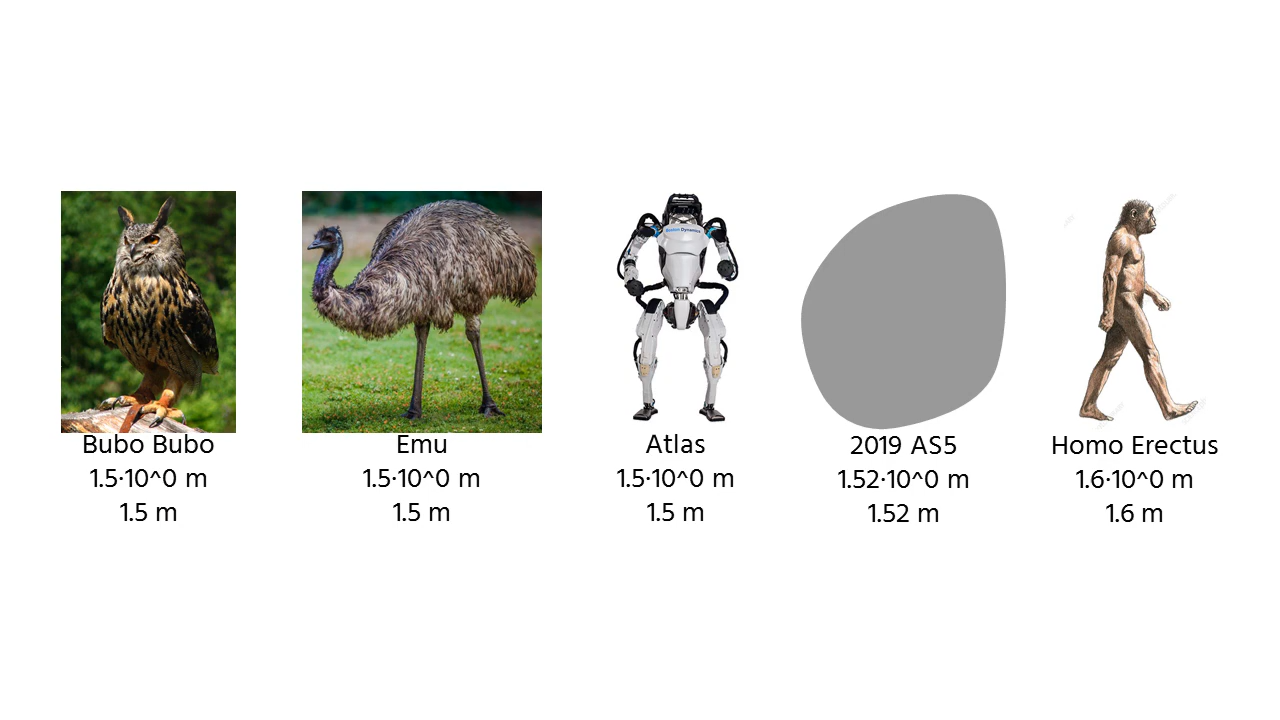 Boston Dynamics
Bubo Bubo
1.5·10^0 m
1.5 m
Emu
1.5·10^0 m
1.5 m
Atlas
1.5·10^0 m
1.5 m
2019 AS5
1.52·10^0 m
1.52 m
Homo Erectus
1.6·10^0 m
1.6 m